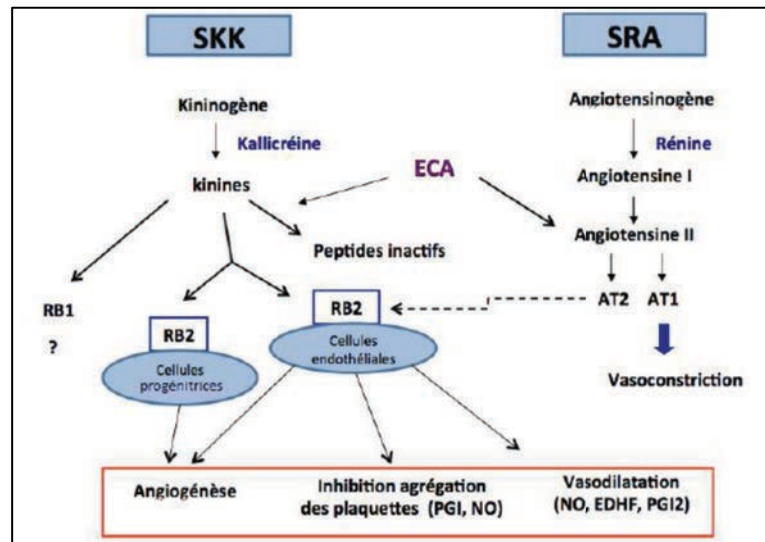 SKK
SRA
Kininogène
Angiotensinogène
Kallicréine
Rénine
kinines
ECA
Angiotensine I
Peptides inactifs
Angiotensine II
RB1
?
RB2
Cellules
progénitrices
RB2
Cellules
endothéliales
AT2 AT1
Vasoconstriction
Angiogénèse
Inhibition agrégation
des plaquettes (PGI, NO)
Vasodilatation
(NO, EDHF, PGI2)